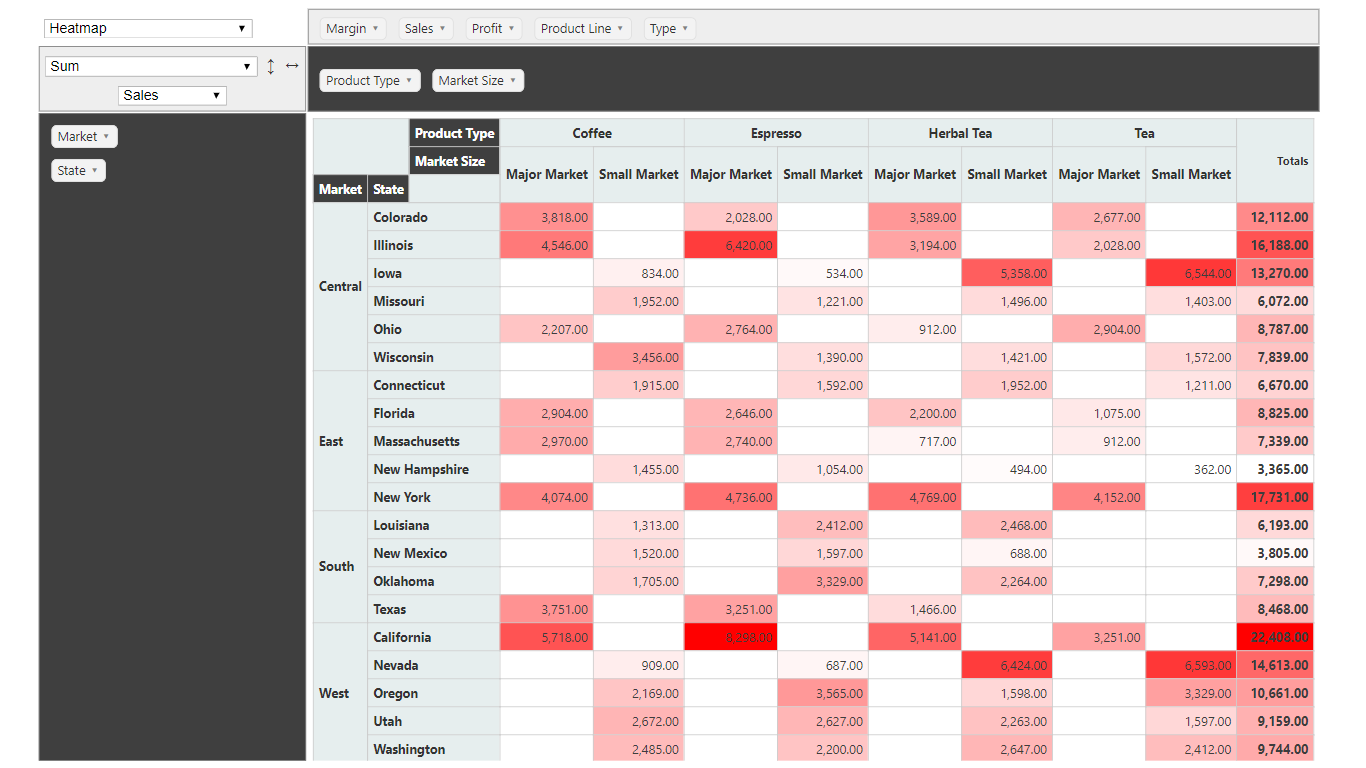 Heatmap
Margin Sales Profit Product Line Type
Sum ↕ ↔
Sales
Product Type Market Size
Market
State
Product Type Coffee Espresso Herbal Tea Tea Totals
Market Size Major Market Small Market Major Market Small Market Major Market Small Market Major Market Small Market
Market State
Central Colorado 3,818.00 2,028.00 3,589.00 2,677.00 12,112.00
Illinois 4,546.00 6,420.00 3,194.00 2,028.00 16,188.00
Iowa 834.00 534.00 5,358.00 6,544.00 13,270.00
Missouri 1,952.00 1,221.00 1,496.00 1,403.00 6,072.00
Ohio 2,207.00 2,764.00 912.00 2,904.00 8,787.00
Wisconsin 3,456.00 1,390.00 1,421.00 1,572.00 7,839.00
East Connecticut 1,915.00 1,592.00 1,952.00 1,211.00 6,670.00
Florida 2,904.00 2,646.00 2,200.00 1,075.00 8,825.00
Massachusetts 2,970.00 2,740.00 717.00 912.00 7,339.00
New Hampshire 1,455.00 1,054.00 494.00 362.00 3,365.00
New York 4,074.00 4,736.00 4,769.00 4,152.00 17,731.00
South Louisiana 1,313.00 2,412.00 2,468.00 6,193.00
New Mexico 1,520.00 1,597.00 688.00 3,805.00
Oklahoma 1,705.00 3,329.00 2,264.00 7,298.00
Texas 3,751.00 3,251.00 1,466.00 8,468.00
West California 5,718.00 8,298.00 5,141.00 3,251.00 22,408.00
Nevada 909.00 687.00 6,424.00 6,593.00 14,613.00
Oregon 2,169.00 3,565.00 1,598.00 3,329.00 10,661.00
Utah 2,672.00 2,627.00 2,263.00 1,597.00 9,159.00
Washington 2,485.00 2,200.00 2,647.00 2,412.00 9,744.00